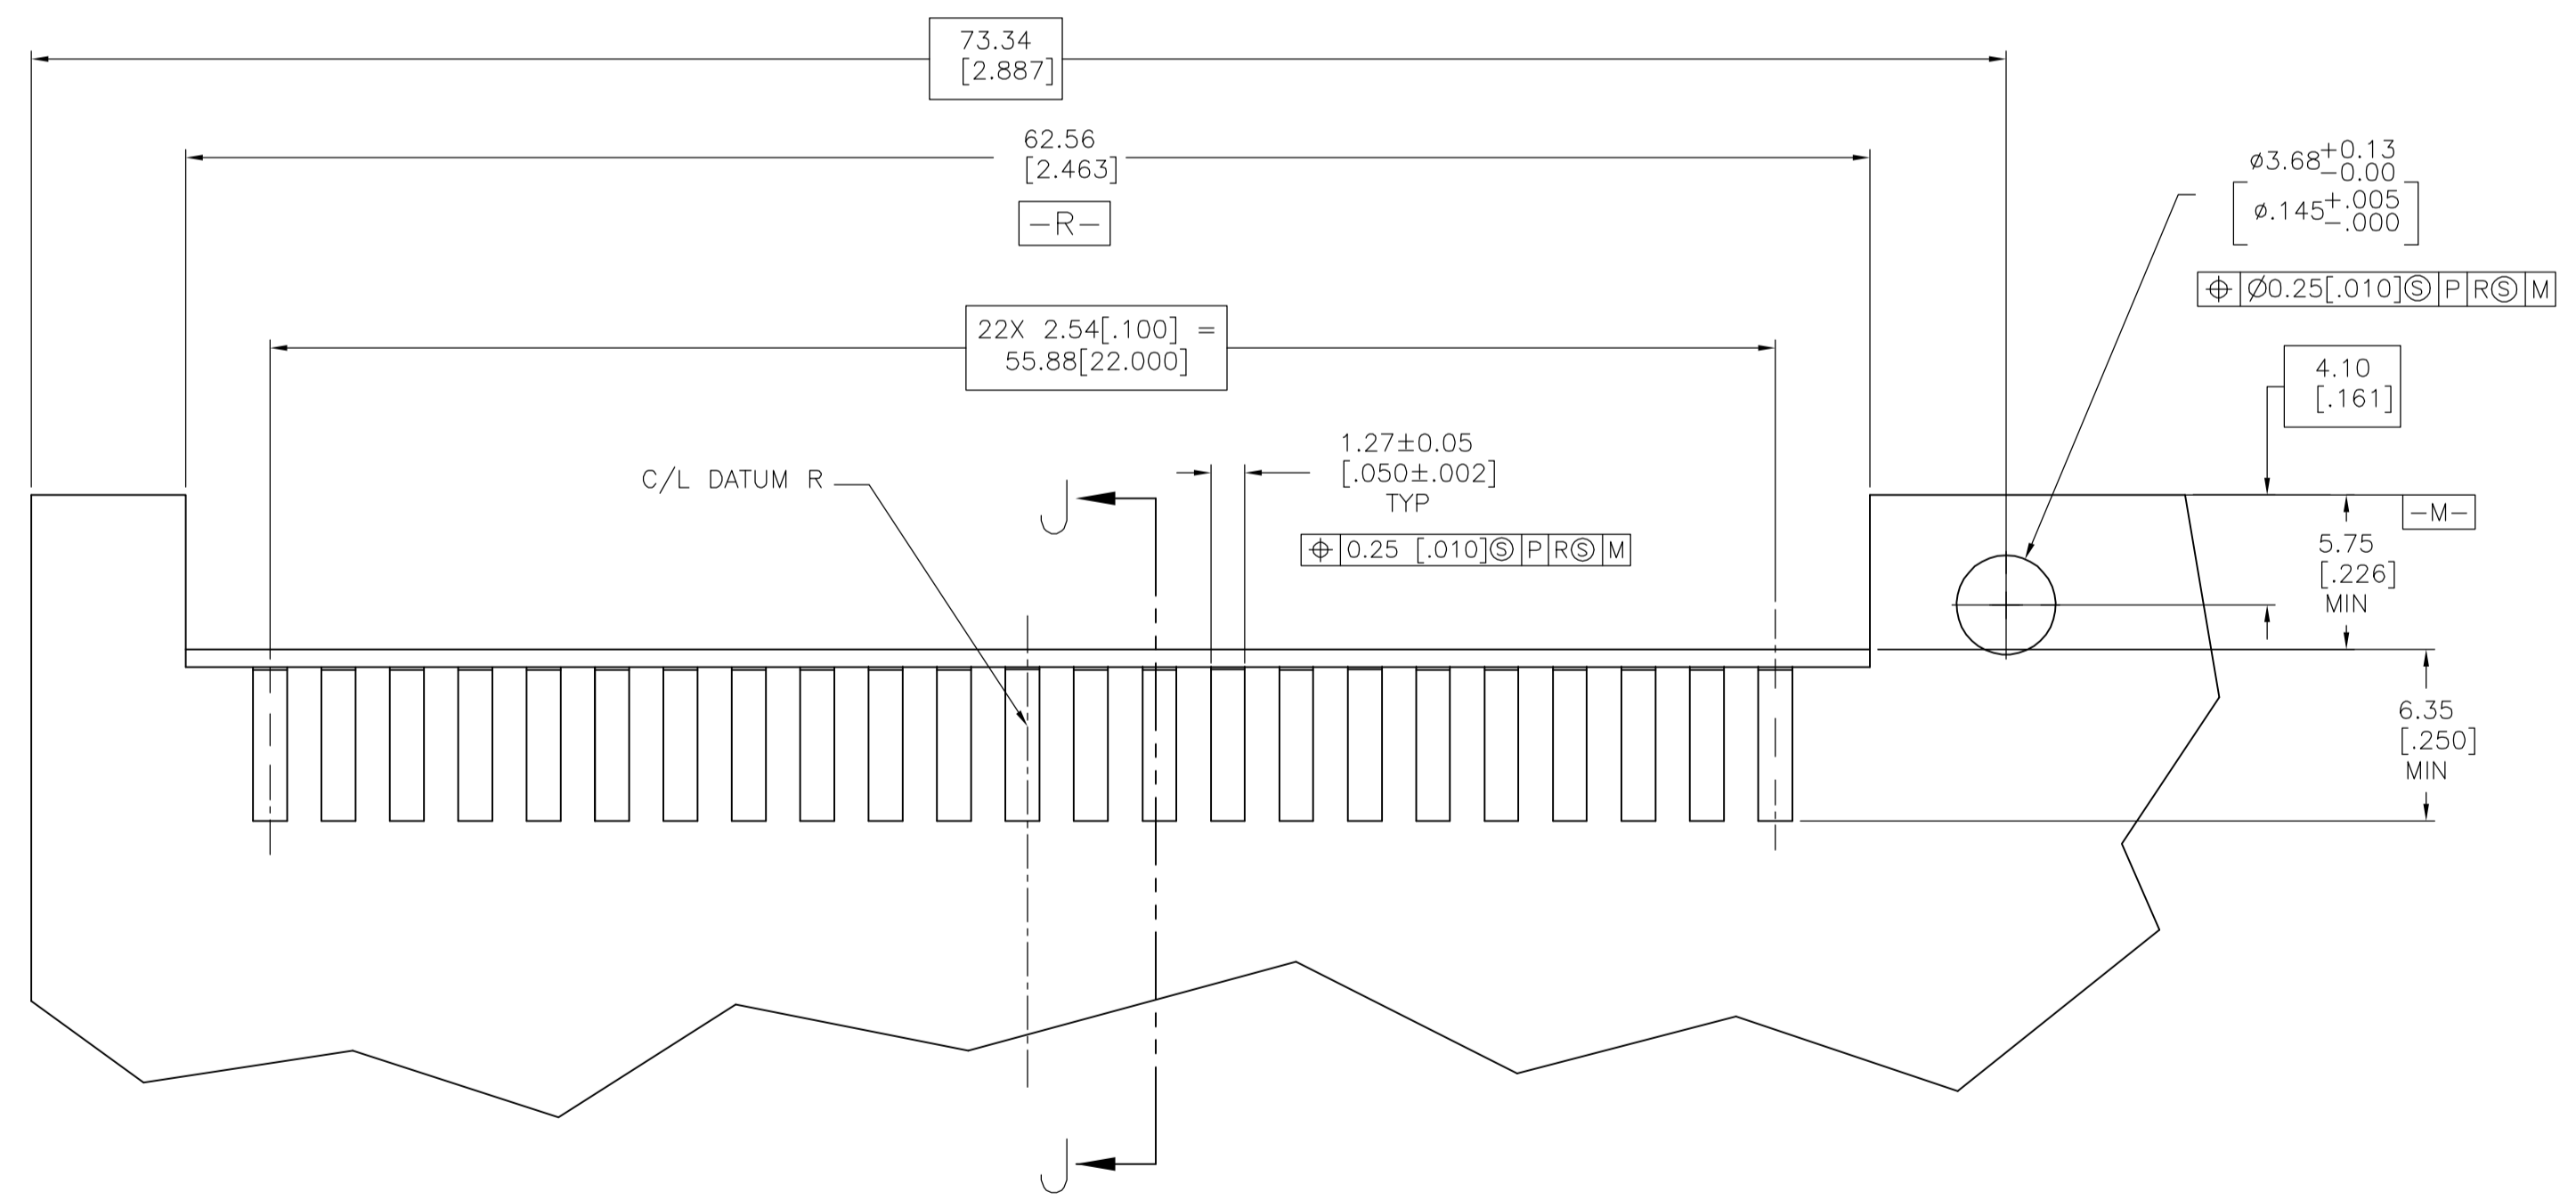 73.34
[2.887]
62.56
[2.463]
-R-
22X 2.54[.100] =
55.88[22.000]
C/L DATUM R
J
1.27±0.05
[.050±.002]
TYP
⌖ 0.25 [.010]Ⓢ P RⓈ M
ø3.68+0.13
-0.00
ø.145+.005
-.000
⌖ Ø0.25[.010]Ⓢ P RⓈ M
4.10
[.161]
-M-
5.75
[.226]
MIN
6.35
[.250]
MIN
J